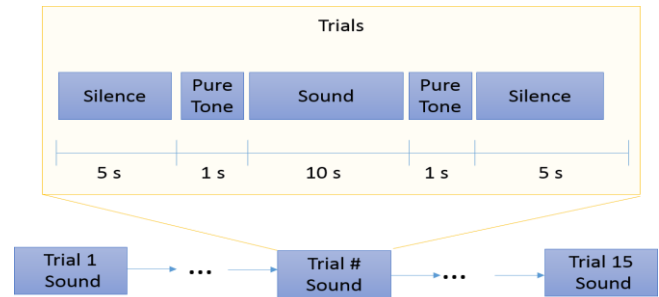 Trials
Silence
Pure
Tone
Sound
Pure
Tone
Silence
5 s
1 s
10 s
1 s
5 s
Trial 1
Sound
...
Trial #
Sound
...
Trial 15
Sound